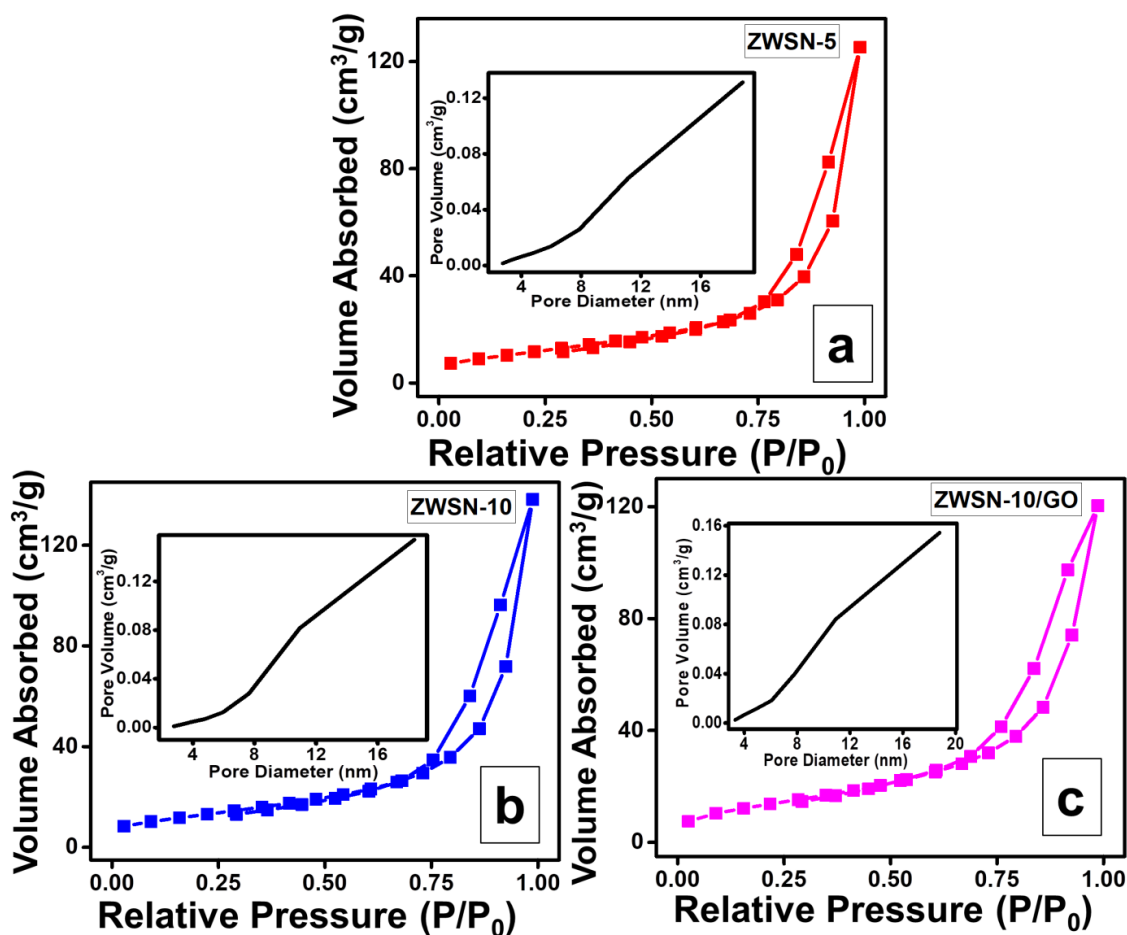 ZWSN-5
Volume Absorbed (cm³/g)
120
80
40
0
0.00 0.25 0.50 0.75 1.00
Relative Pressure (P/P₀)
Pore Volume (cm³/g)
0.12
0.08
0.04
0.00
4 8 12 16
Pore Diameter (nm)
a
ZWSN-10
Volume Absorbed (cm³/g)
120
80
40
0
0.00 0.25 0.50 0.75 1.00
Relative Pressure (P/P₀)
Pore Volume (cm³/g)
0.12
0.08
0.04
0.00
4 8 12 16
Pore Diameter (nm)
b
ZWSN-10/GO
Volume Absorbed (cm³/g)
120
80
40
0
0.00 0.25 0.50 0.75 1.00
Relative Pressure (P/P₀)
Pore Volume (cm³/g)
0.16
0.12
0.08
0.04
0.00
4 8 12 16 20
Pore Diameter (nm)
c